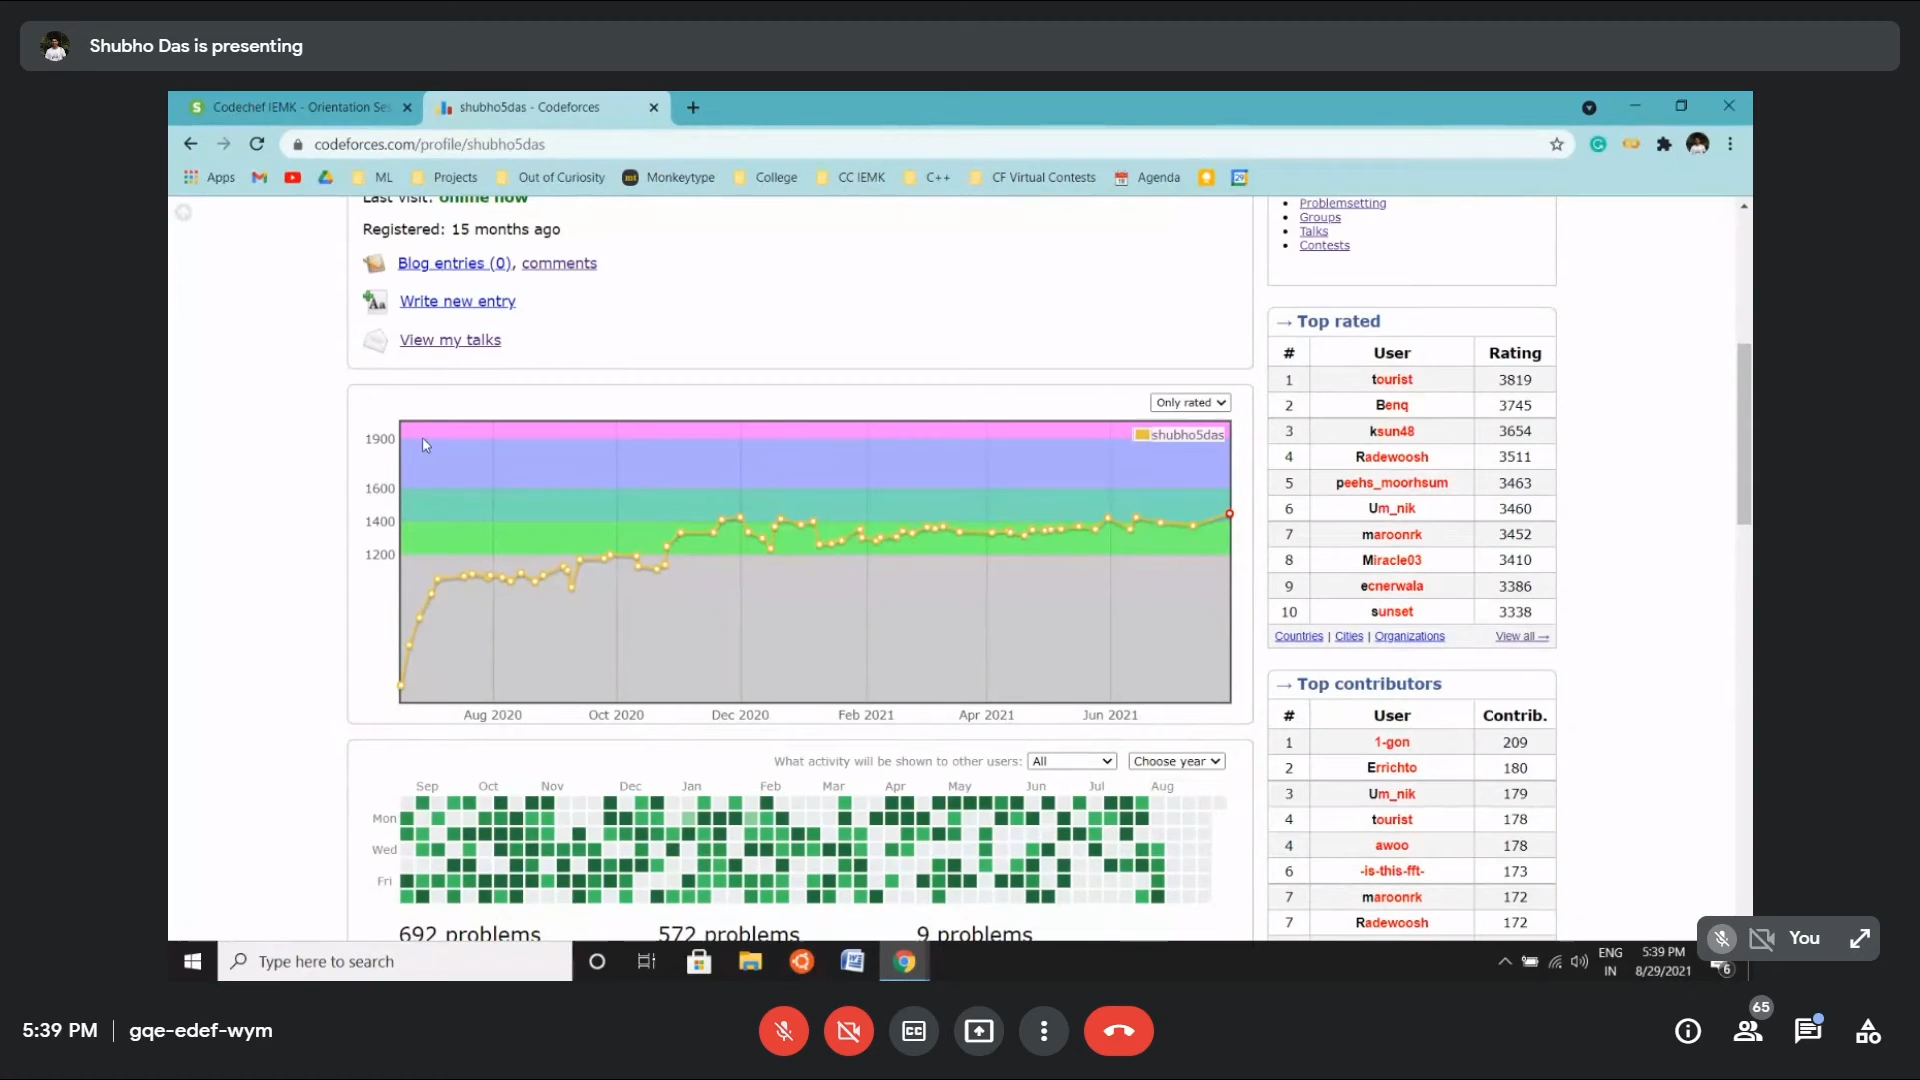 Shubho Das is presenting
Codechef IEMK - Orientation Ses
shubho5das - Codeforces
codeforces.com/profile/shubho5das
Apps ML Projects Out of Curiosity Monkeytype College CC IEMK C++ CF Virtual Contests Agenda
Last visit: online now
Registered: 15 months ago
Blog entries (0), comments
Write new entry
View my talks
Only rated
shubho5das
1900
1600
1400
1200
Aug 2020 Oct 2020 Dec 2020 Feb 2021 Apr 2021 Jun 2021
What activity will be shown to other users: All Choose year
Sep Oct Nov Dec Jan Feb Mar Apr May Jun Jul Aug
Mon
Wed
Fri
692 problems 572 problems 9 problems
Problemsetting
Groups
Talks
Contests
→ Top rated
# User Rating
1 tourist 3819
2 Benq 3745
3 ksun48 3654
4 Radewoosh 3511
5 peehs_moorhsum 3463
6 Um_nik 3460
7 maroonrk 3452
8 Miracle03 3410
9 ecnerwala 3386
10 sunset 3338
Countries | Cities | Organizations View all →
→ Top contributors
# User Contrib.
1 1-gon 209
2 Errichto 180
3 Um_nik 179
4 tourist 178
4 awoo 178
6 -is-this-fft- 173
7 maroonrk 172
7 Radewoosh 172
You
Type here to search
ENG
IN
5:39 PM
8/29/2021
6
5:39 PM | gqe-edef-wym
CC
65